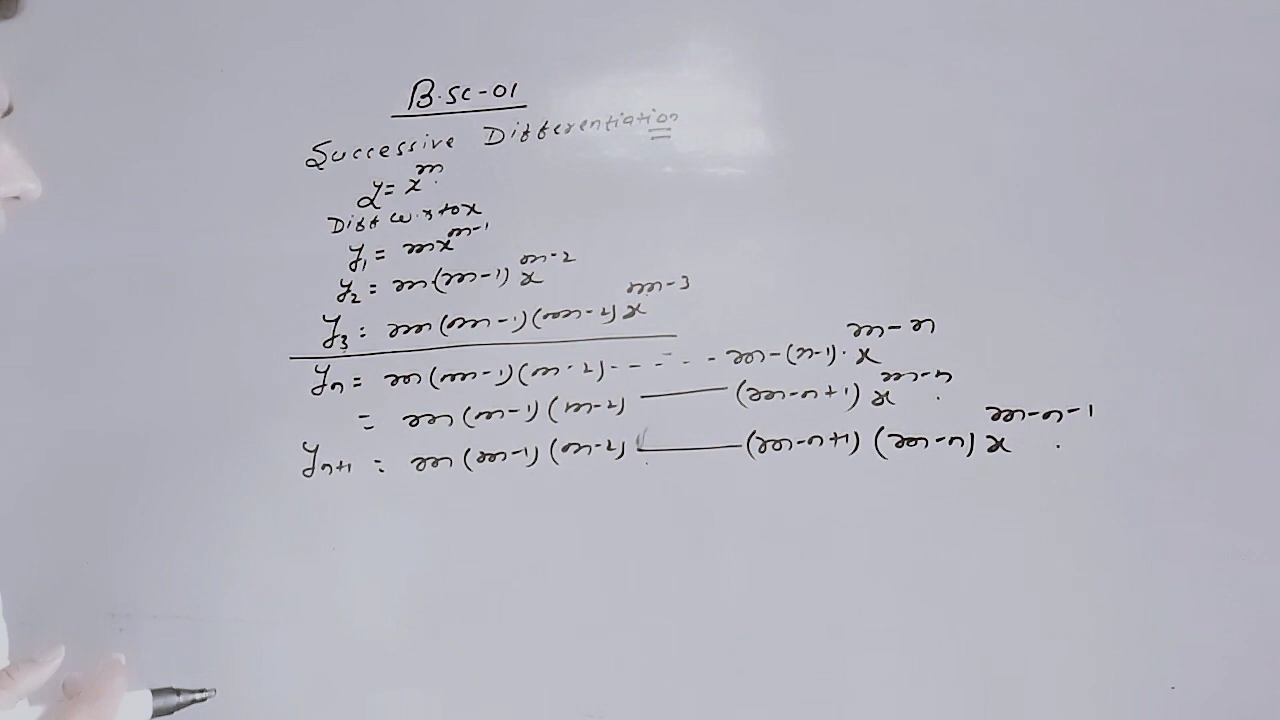 B.Sc-01
Successive Differentiation
y = x^m.
Diff w.r to x
y₁ = mx^m-1
y₂ = m(m-1) x^m-2
y₃ = m(m-1)(m-2) x^m-3
yₙ = m(m-1)(m-2)------m-(n-1). x^m-n
= m(m-1)(m-2) —— (m-n+1) x^m-n.
yₙ₊₁ = m(m-1)(m-2) —— (m-n+1) (m-n) x^m-n-1.